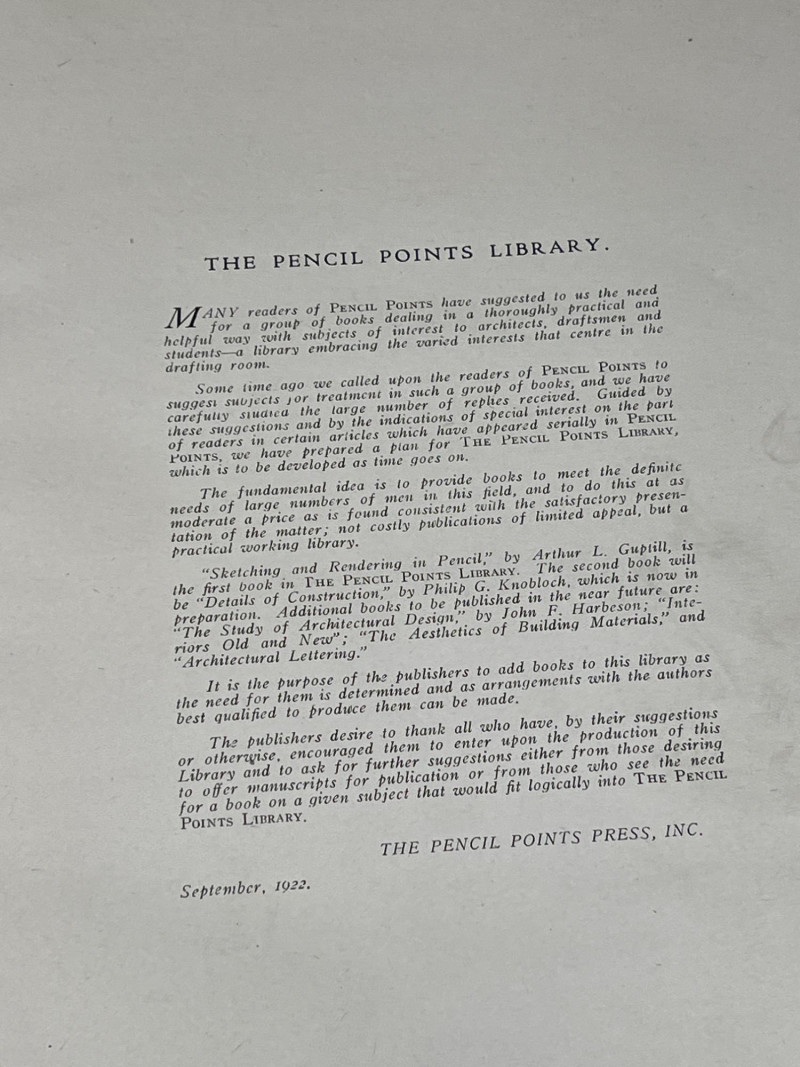 THE PENCIL POINTS LIBRARY.
MANY readers of PENCIL POINTS have suggested to us the need
for a group of books dealing in a thoroughly practical and
helpful way with subjects of interest to architects, draftsmen and
students—a library embracing the varied interests that centre in the
drafting room.
Some time ago we called upon the readers of PENCIL POINTS to
suggest subjects for treatment in such a group of books, and we have
carefully studied the large number of replies received. Guided by
these suggestions and by the indications of special interest on the part
of readers in certain articles which have appeared serially in PENCIL
POINTS, we have prepared a plan for THE PENCIL POINTS LIBRARY,
which is to be developed as time goes on.
The fundamental idea is to provide books to meet the definite
needs of large numbers of men in this field, and to do this at as
moderate a price as is found consistent with the satisfactory presen-
tation of the matter; not costly publications of limited appeal, but a
practical working library.
“Sketching and Rendering in Pencil,” by Arthur L. Guptill, is
the first book in THE PENCIL POINTS LIBRARY. The second book will
be “Details of Construction,” by Philip G. Knobloch, which is now in
preparation. Additional books to be published in the near future are:
“The Study of Architectural Design,” by John F. Harbeson; “Inte-
riors Old and New”; “The Aesthetics of Building Materials,” and
“Architectural Lettering.”
It is the purpose of the publishers to add books to this library as
the need for them is determined and as arrangements with the authors
best qualified to produce them can be made.
The publishers desire to thank all who have, by their suggestions
or otherwise, encouraged them to enter upon the production of this
Library and to ask for further suggestions either from those desiring
to offer manuscripts for publication or from those who see the need
for a book on a given subject that would fit logically into THE PENCIL
POINTS LIBRARY.
THE PENCIL POINTS PRESS, INC.
September, 1922.